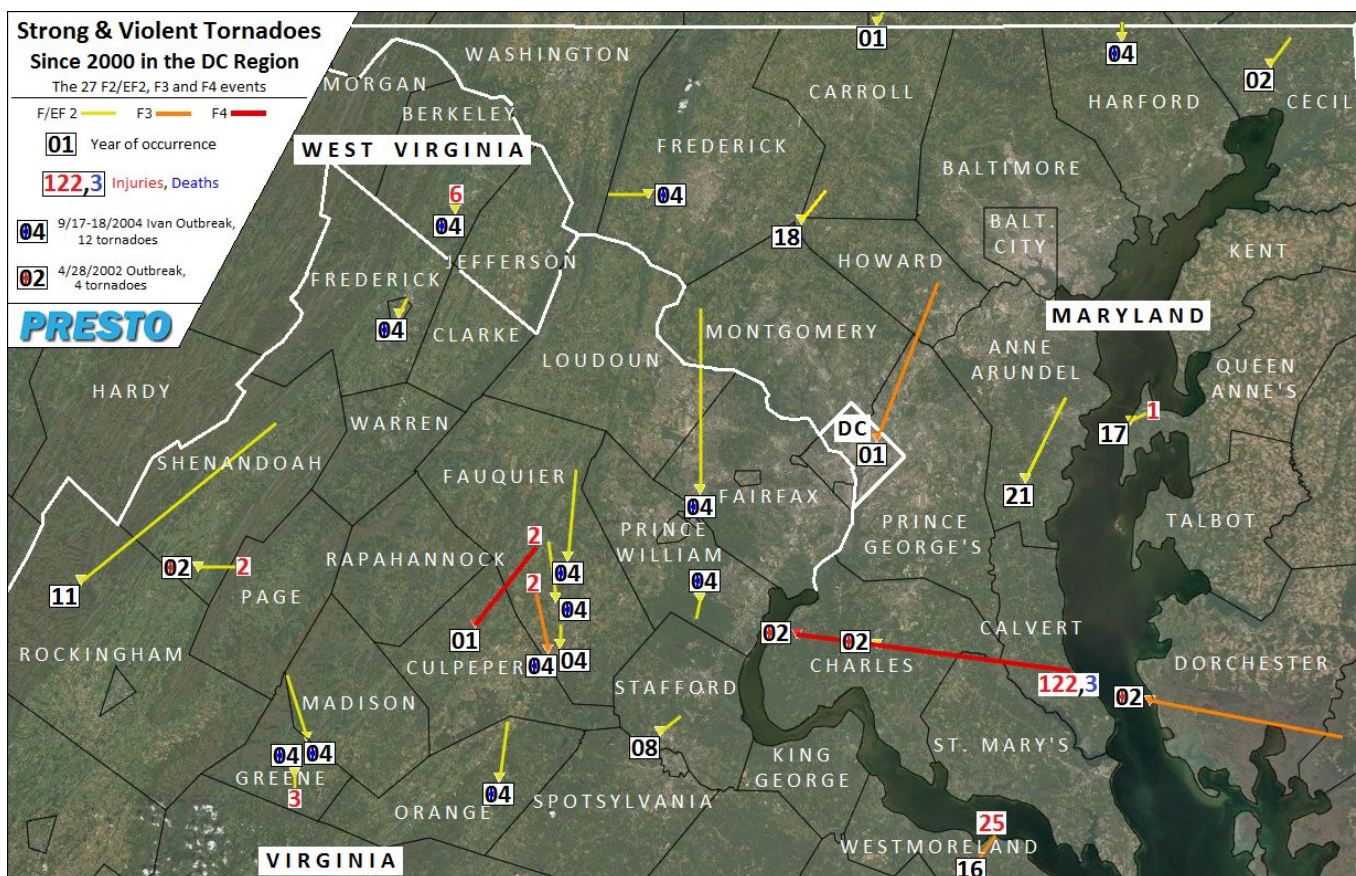 Strong & Violent Tornadoes
Since 2000 in the DC Region
The 27 F2/EF2, F3 and F4 events
F/EF 2 F3 F4
01 Year of occurrence
122,3 Injuries, Deaths
04 9/17-18/2004 Ivan Outbreak,
12 tornadoes
02 4/28/2002 Outbreak,
4 tornadoes
PRESTO
WASHINGTON
01
04
02
MORGAN
CARROLL
HARFORD
CECIL
BERKELEY
WEST VIRGINIA
FREDERICK
BALTIMORE
6
04
04
18
BALT.
CITY
KENT
FREDERICK
JEFFERSON
HOWARD
04
CLARKE
MONTGOMERY
MARYLAND
LOUDOUN
ANNE
ARUNDEL
QUEEN
ANNE'S
HARDY
WARREN
DC
01
17
1
SHENANDOAH
FAUQUIER
04
FAIRFAX
21
PRINCE
WILLIAM
PRINCE
GEORGE'S
TALBOT
RAPAHANNOCK
2
11
02
2
PAGE
04
04
2
04
01
04
04
02
02
CALVERT
ROCKINGHAM
CULPEPER
CHARLES
DORCHESTER
122,3
02
STAFFORD
MADISON
04
04
08
ST. MARY'S
KING
GEORGE
GREENE
3
04
ORANGE
SPOTSYLVANIA
25
WESTMORELAND
16
VIRGINIA